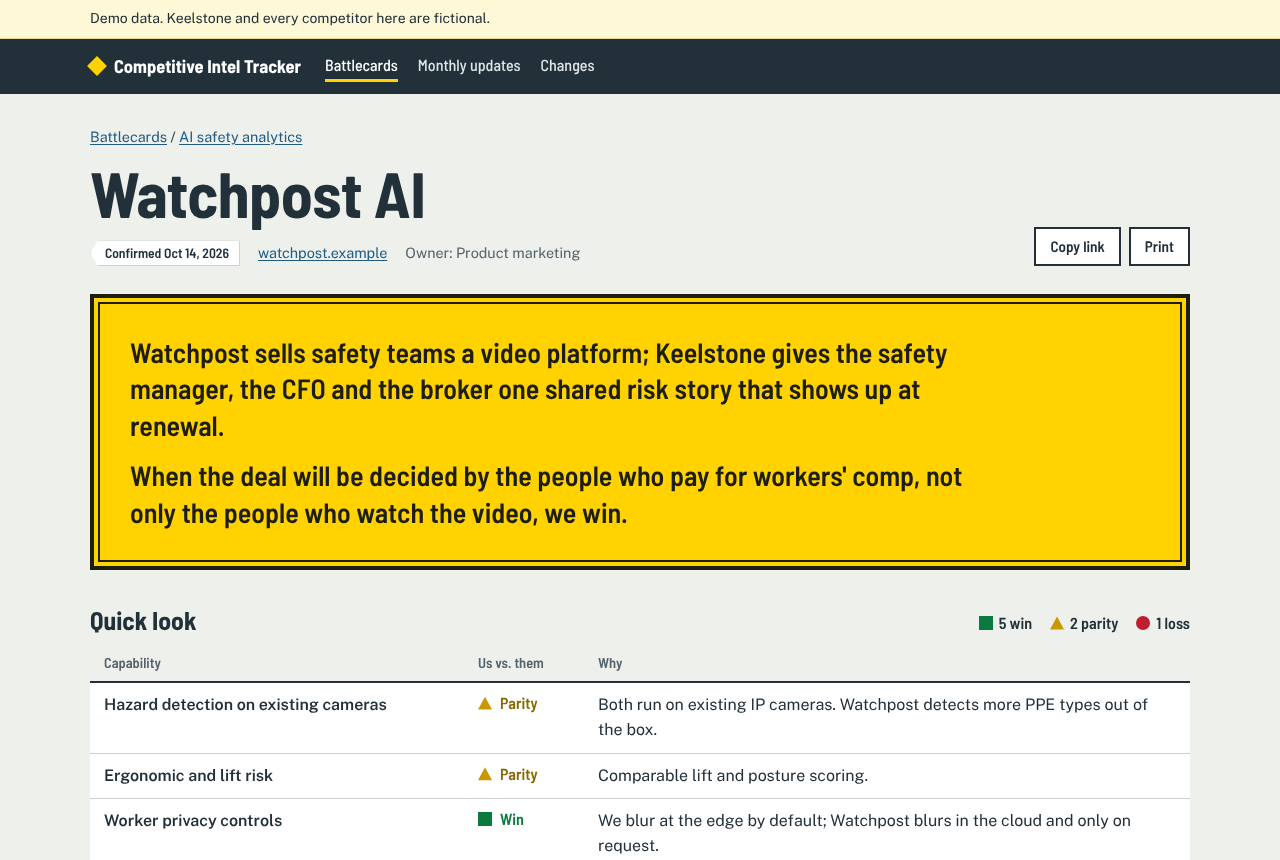 Demo data. Keelstone and every competitor here are fictional.
Competitive Intel Tracker Battlecards Monthly updates Changes
Battlecards / AI safety analytics
Watchpost AI
Confirmed Oct 14, 2026 watchpost.example Owner: Product marketing Copy link Print
Watchpost sells safety teams a video platform; Keelstone gives the safety
manager, the CFO and the broker one shared risk story that shows up at
renewal.
When the deal will be decided by the people who pay for workers' comp, not
only the people who watch the video, we win.
Quick look 5 win 2 parity 1 loss
Capability Us vs. them Why
Hazard detection on existing cameras Parity Both run on existing IP cameras. Watchpost detects more PPE types out of
the box.
Ergonomic and lift risk Parity Comparable lift and posture scoring.
Worker privacy controls Win We blur at the edge by default; Watchpost blurs in the cloud and only on
request.